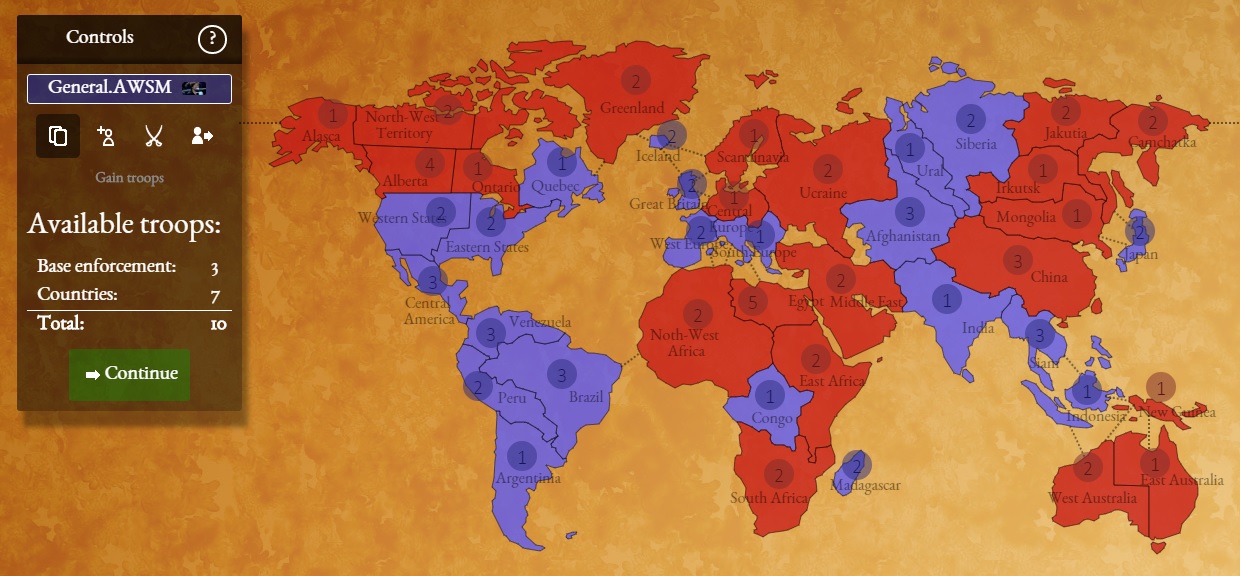 Controls
?
General.AWSM
Gain troops
Available troops:
Base enforcement: 3
Countries: 7
Total: 10
Continue
1
Alasca
North-West
Territory
2
2
Greenland
4
Alberta
1
Ontario
1
Quebec
2
Iceland
1
Scandinavia
2
Ucraine
1
Ural
2
Siberia
2
Jakutia
2
Camchatka
1
Irkutsk
2
Western States
2
Eastern States
2
Great Britain
1
Central
Europe
2
West Europe
1
South Europe
3
Afghanistan
1
Mongolia
2
Japan
3
China
3
Central
America
2
North-West
Africa
5
Egypt
2
Middle East
1
India
3
Siam
3
Venezuela
2
Peru
3
Brazil
2
East Africa
1
Congo
1
Indonesia
1
New Guinea
1
Argentinia
2
South Africa
2
Madagascar
2
West Australia
1
East Australia